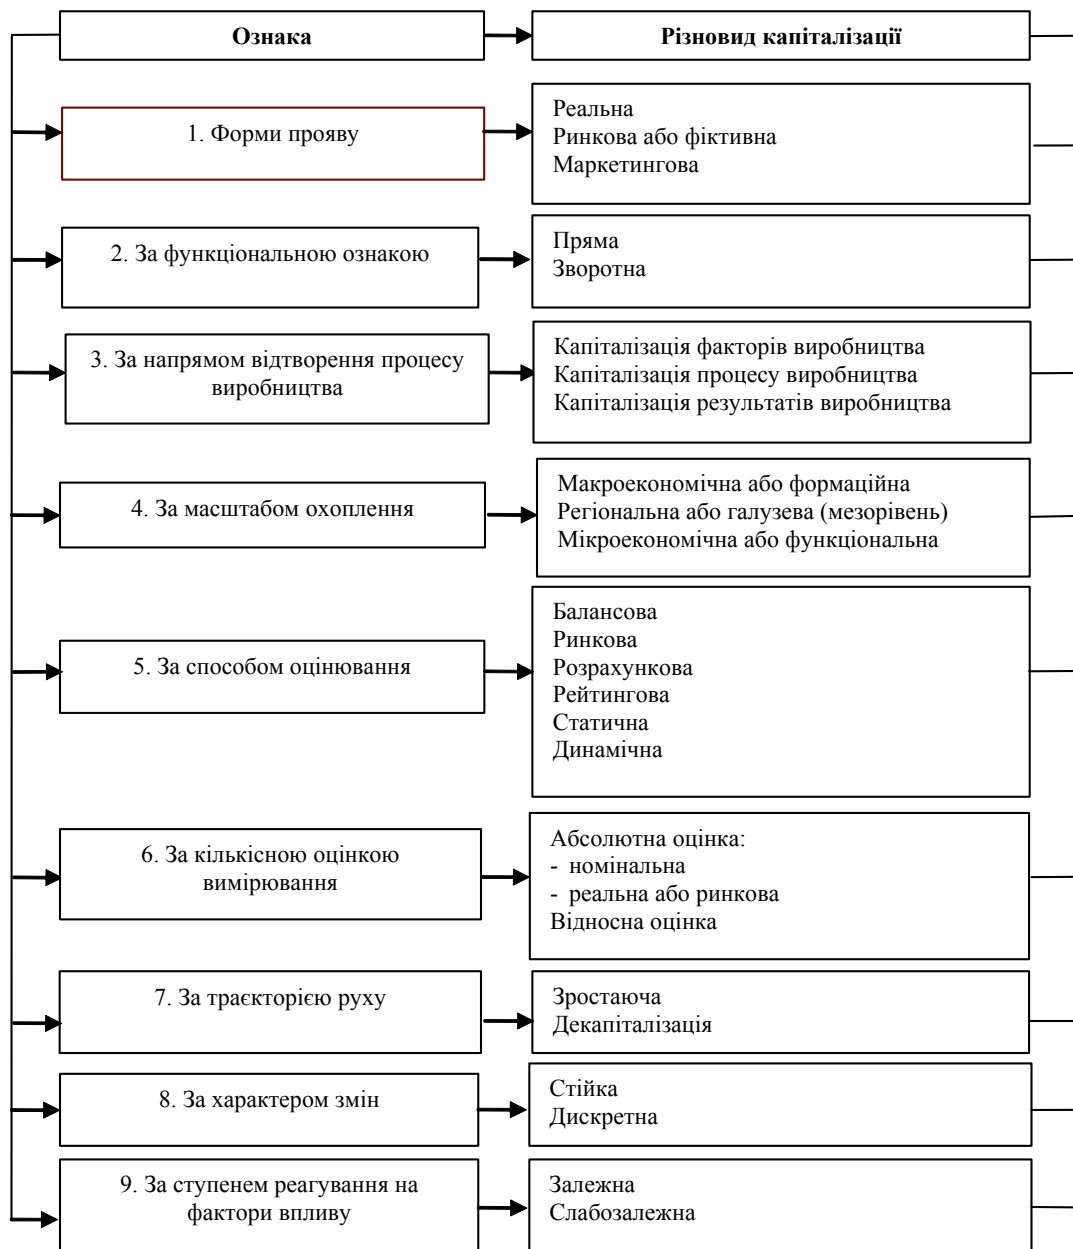 Ознака
Різновид капіталізації
1. Форми прояву
Реальна
Ринкова або фіктивна
Маркетингова
2. За функціональною ознакою
Пряма
Зворотна
3. За напрямом відтворення процесу
виробництва
Капіталізація факторів виробництва
Капіталізація процесу виробництва
Капіталізація результатів виробництва
4. За масштабом охоплення
Макроекономічна або формаційна
Регіональна або галузева (мезорівень)
Мікроекономічна або функціональна
5. За способом оцінювання
Балансова
Ринкова
Розрахункова
Рейтингова
Статична
Динамічна
6. За кількісною оцінкою
вимірювання
Абсолютна оцінка:
- номінальна
- реальна або ринкова
Відносна оцінка
7. За траєкторією руху
Зростаюча
Декапіталізація
8. За характером змін
Стійка
Дискретна
9. За ступенем реагування на
фактори впливу
Залежна
Слабозалежна